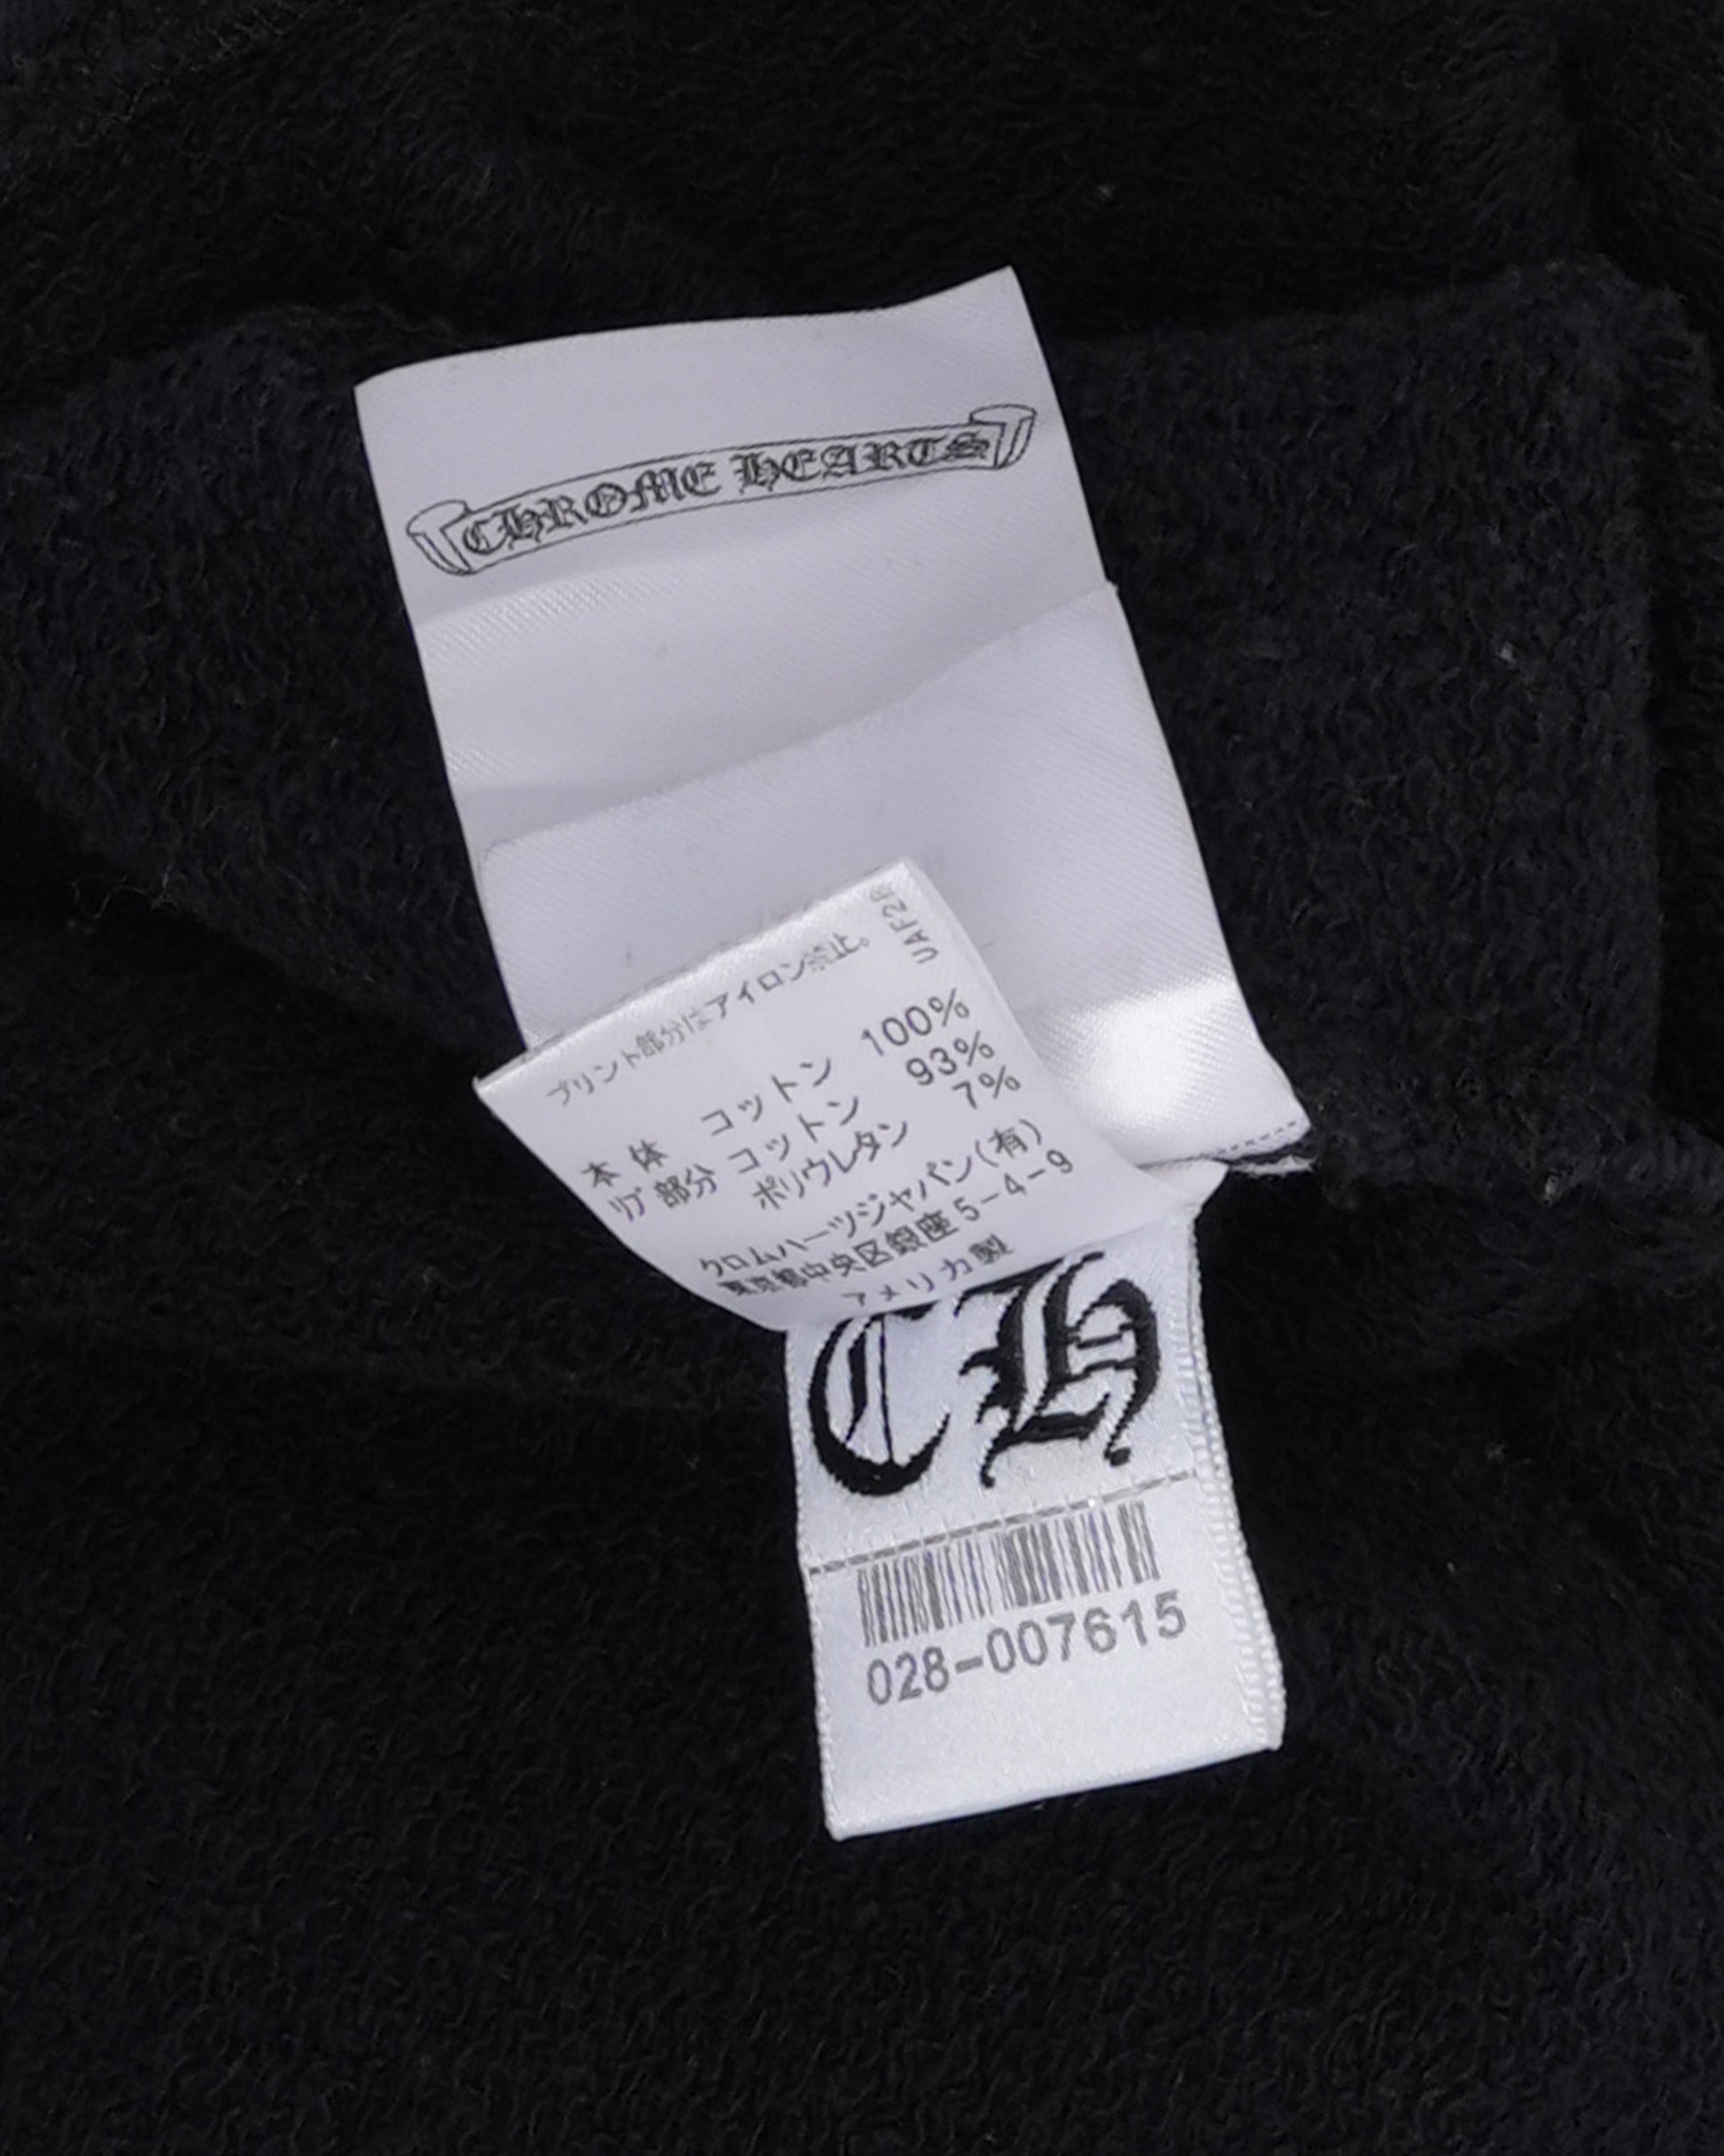 CHROME HEARTS
UAF2R
プリント部分はアイロン禁止。
本体 コットン 100%
リブ部分 コットン 93%
ポリウレタン 7%
クロムハーツジャパン(有)
東京都中央区銀座5-4-9
アメリカ製
CH
028-007615